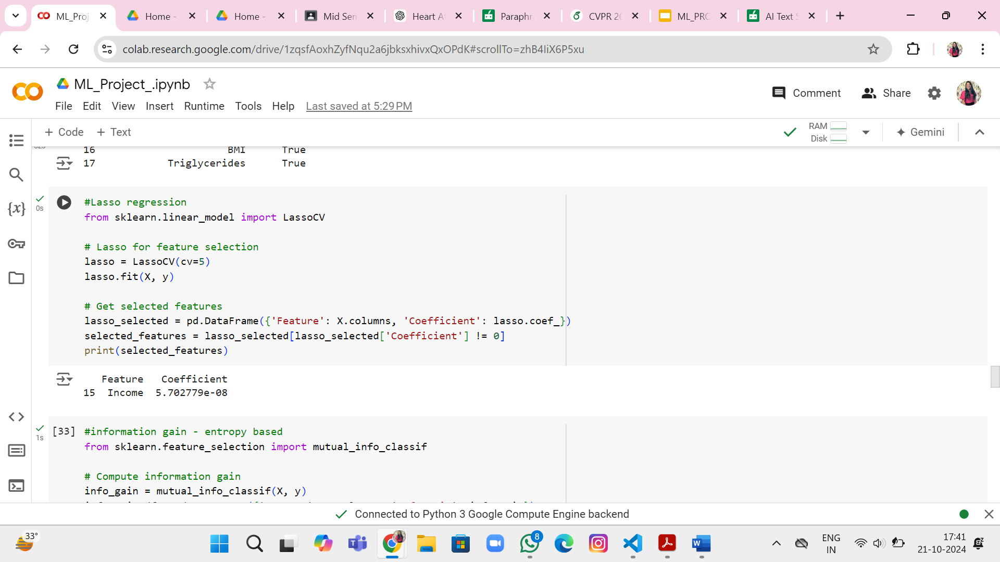 ML_Proj
Home -
Home -
Mid Sen
Heart A
Paraphr
CVPR 20
ML_PRO
AI Text S
colab.research.google.com/drive/1zqsfAoxhZyfNqu2a6jbksxhivxQxOPdK#scrollTo=zhB4IiX6P5xu
ML_Project_.ipynb
Comment
Share
File Edit View Insert Runtime Tools Help Last saved at 5:29 PM
+ Code + Text
RAM
Disk
Gemini
16 BMI True
17 Triglycerides True
0s
#Lasso regression
from sklearn.linear_model import LassoCV
# Lasso for feature selection
lasso = LassoCV(cv=5)
lasso.fit(X, y)
# Get selected features
lasso_selected = pd.DataFrame({'Feature': X.columns, 'Coefficient': lasso.coef_})
selected_features = lasso_selected[lasso_selected['Coefficient'] != 0]
print(selected_features)
Feature Coefficient
15 Income 5.702779e-08
1s
[33] #information gain - entropy based
from sklearn.feature_selection import mutual_info_classif
# Compute information gain
info_gain = mutual_info_classif(X, y)
Connected to Python 3 Google Compute Engine backend
33°
8
ENG
IN
17:41
21-10-2024